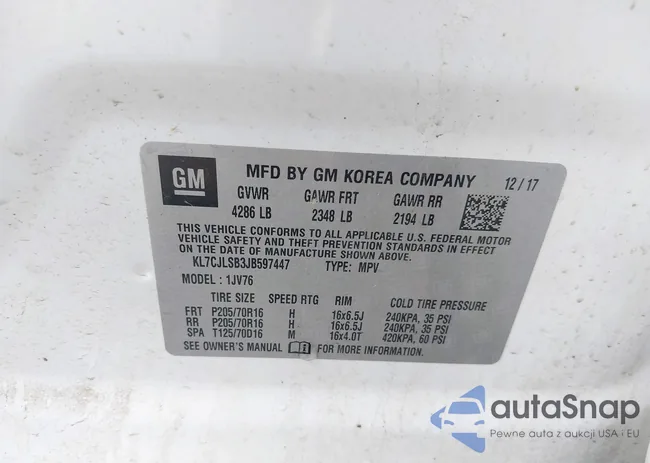 GM
MFD BY GM KOREA COMPANY 12/17
GVWR GAWR FRT GAWR RR
4286 LB 2348 LB 2194 LB
THIS VEHICLE CONFORMS TO ALL APPLICABLE U.S. FEDERAL MOTOR
VEHICLE SAFETY AND THEFT PREVENTION STANDARDS IN EFFECT ON
THE DATE OF MANUFACTURE SHOWN ABOVE.
KL7CJLSB3JB597447 TYPE: MPV
MODEL : 1JV76
TIRE SIZE SPEED RTG RIM COLD TIRE PRESSURE
FRT P205/70R16 H 16x6.5J 240KPA, 35 PSI
RR P205/70R16 H 16x6.5J 240KPA, 35 PSI
SPA T125/70D16 M 16x4.0T 420KPA, 60 PSI
SEE OWNER'S MANUAL i FOR MORE INFORMATION.
autaSnap
Pewne auta z aukcji USA i EU